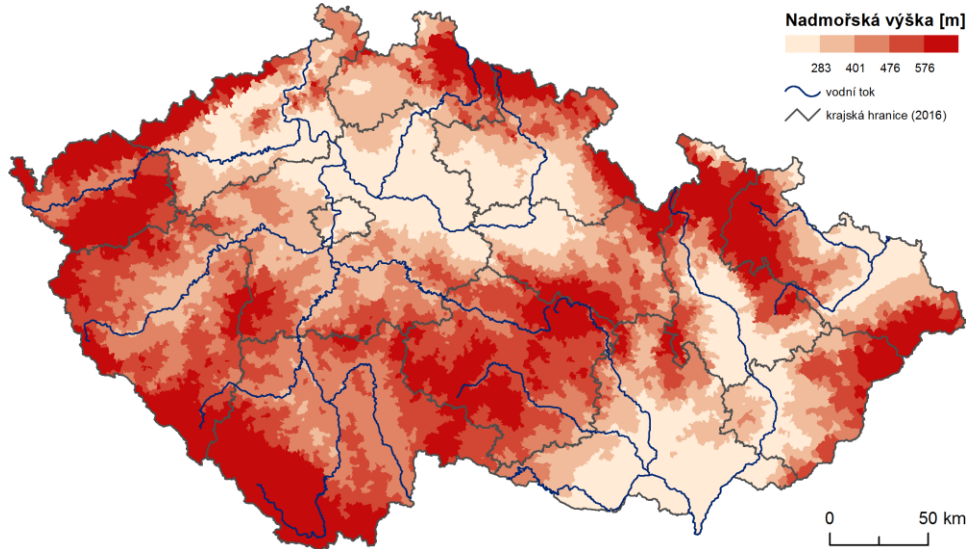 Nadmořská výška [m]
283 401 476 576
vodní tok
krajská hranice (2016)
0 50 km